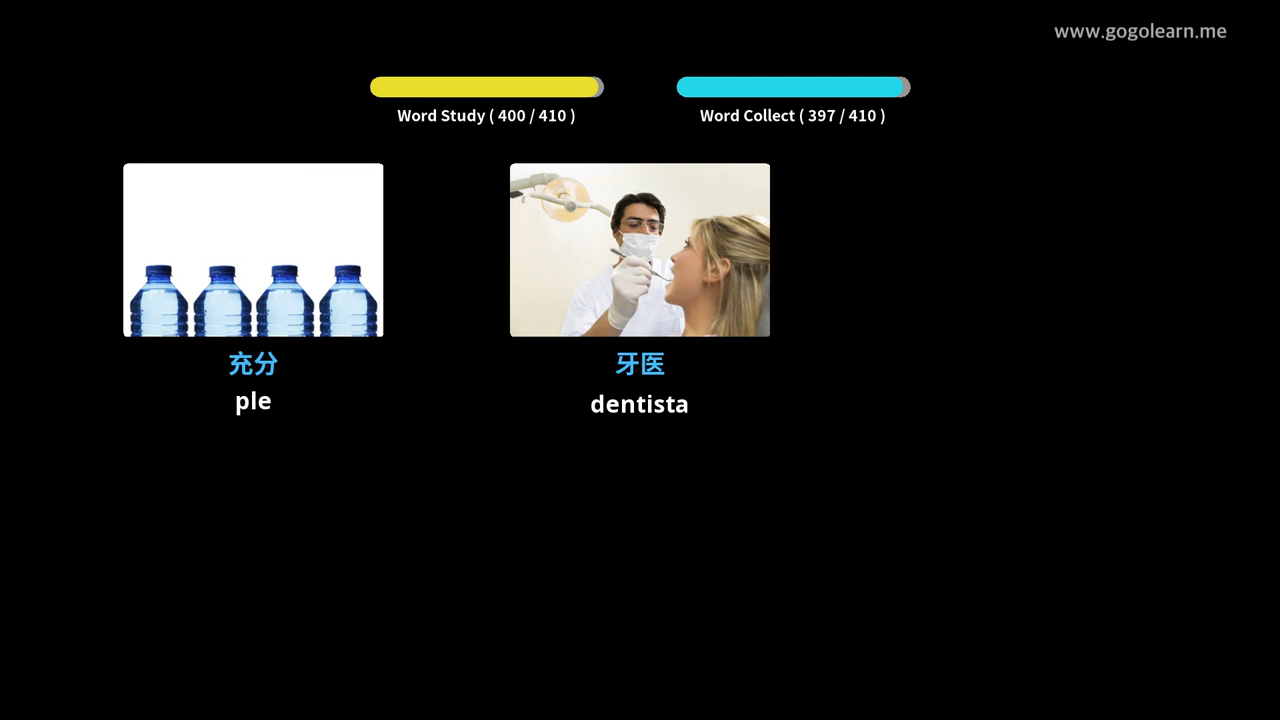 www.gogolearn.me
Word Study ( 400 / 410 )
Word Collect ( 397 / 410 )
充分
ple
牙医
dentista